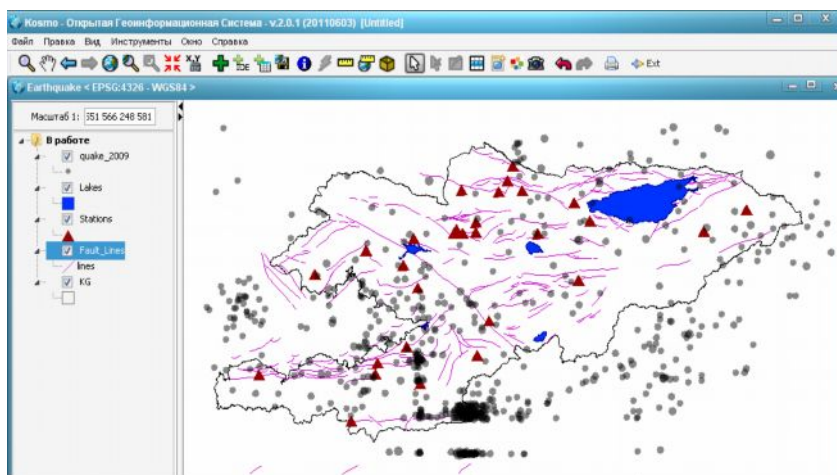 Kosmo - Открытая Геоинформационная Система - v.2.0.1 (20110603) [Untitled]
Файл Правка Вид Инструменты Окно Справка
X,Y
Ext
Earthquake < EPSG:4326 - WGS84 >
Масштаб 1: 551 566 248 581
В работе
quake_2009
Lakes
Stations
Fault_Lines
lines
KG